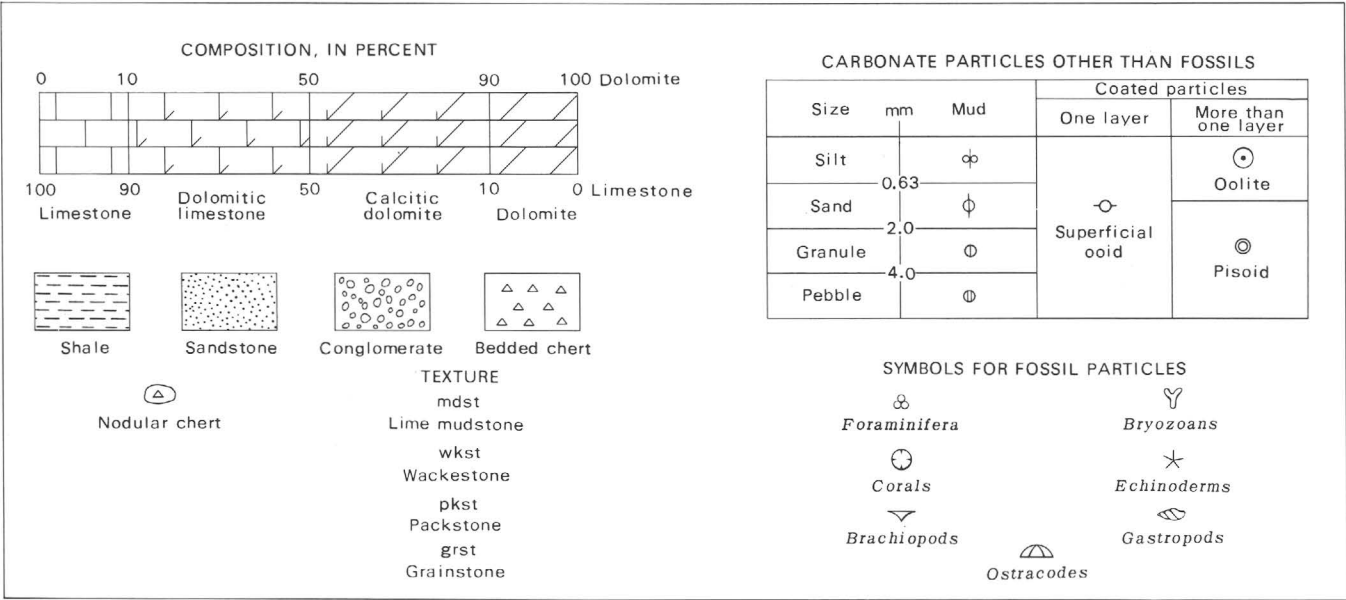 COMPOSITION, IN PERCENT
0 10 50 90 100 Dolomite
100 90 50 10 0 Limestone
Limestone
Dolomitic
limestone
Calcitic
dolomite
Dolomite
Shale
Sandstone
Conglomerate
Bedded chert
Nodular chert
TEXTURE
mdst
Lime mudstone
wkst
Wackestone
pkst
Packstone
grst
Grainstone
CARBONATE PARTICLES OTHER THAN FOSSILS
Size mm Mud
Coated particles
One layer
More than
one layer
Silt
0.63
Sand
2.0
Granule
4.0
Pebble
Superficial
ooid
Oolite
Pisoid
SYMBOLS FOR FOSSIL PARTICLES
Foraminifera
Bryozoans
Corals
Echinoderms
Brachiopods
Gastropods
Ostracodes